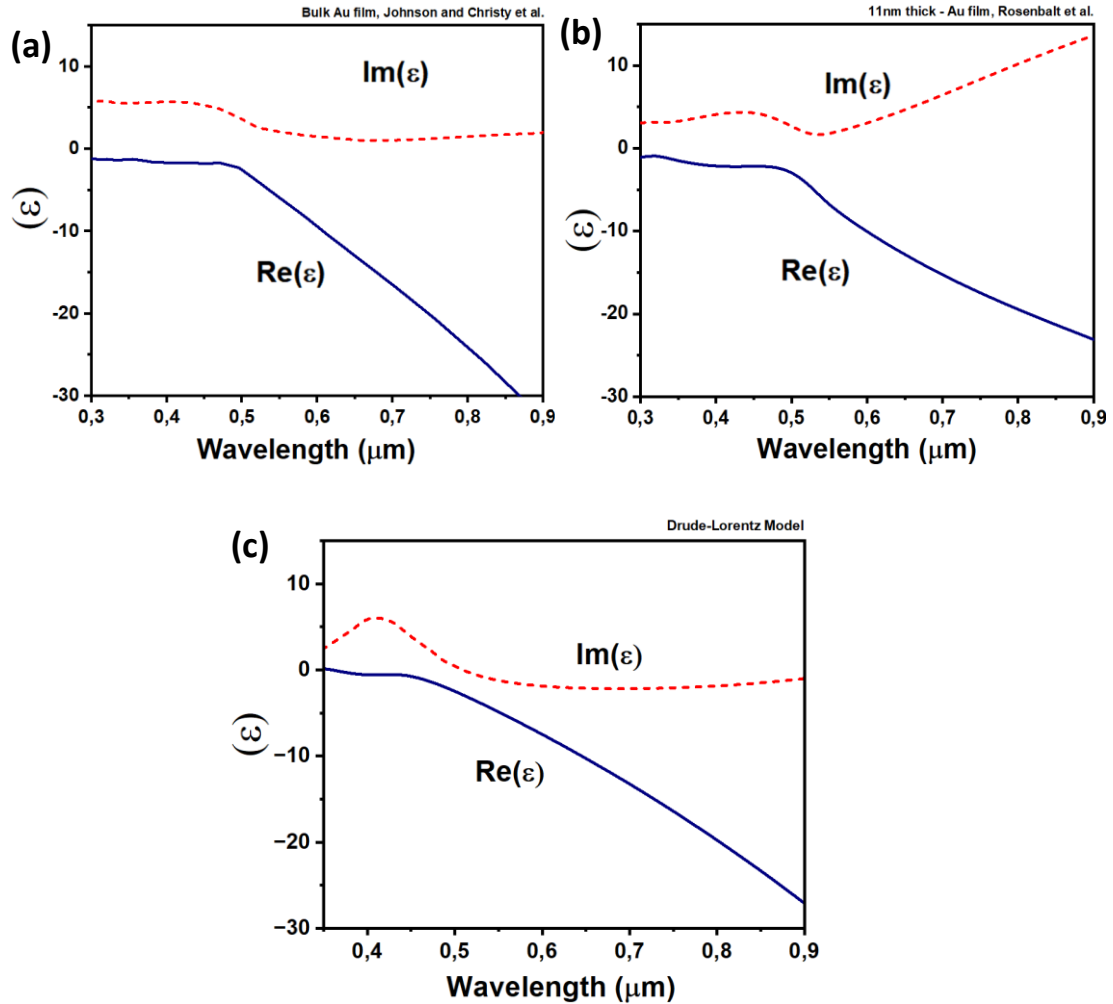 Bulk Au film, Johnson and Christy et al.
(a)
10
0
-10
-20
-30
(ε)
Im(ε)
Re(ε)
0,3 0,4 0,5 0,6 0,7 0,8 0,9
Wavelength (μm)
11nm thick - Au film, Rosenbalt et al.
(b)
10
0
-10
-20
-30
(ε)
Im(ε)
Re(ε)
0,3 0,4 0,5 0,6 0,7 0,8 0,9
Wavelength (μm)
Drude-Lorentz Model
(c)
10
0
−10
−20
−30
(ε)
Im(ε)
Re(ε)
0,4 0,5 0,6 0,7 0,8 0,9
Wavelength (μm)